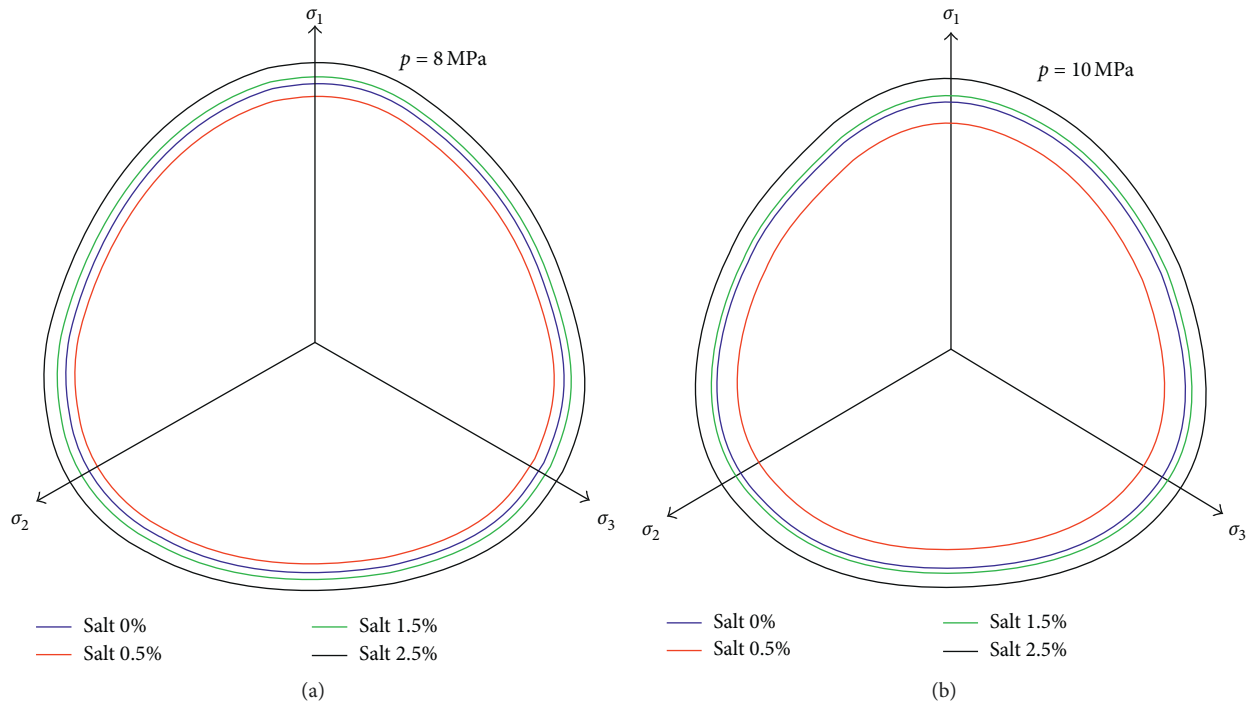 σ1
p = 8 MPa
σ2
σ3
Salt 0%
Salt 1.5%
Salt 0.5%
Salt 2.5%
(a)
σ1
p = 10 MPa
σ2
σ3
Salt 0%
Salt 1.5%
Salt 0.5%
Salt 2.5%
(b)